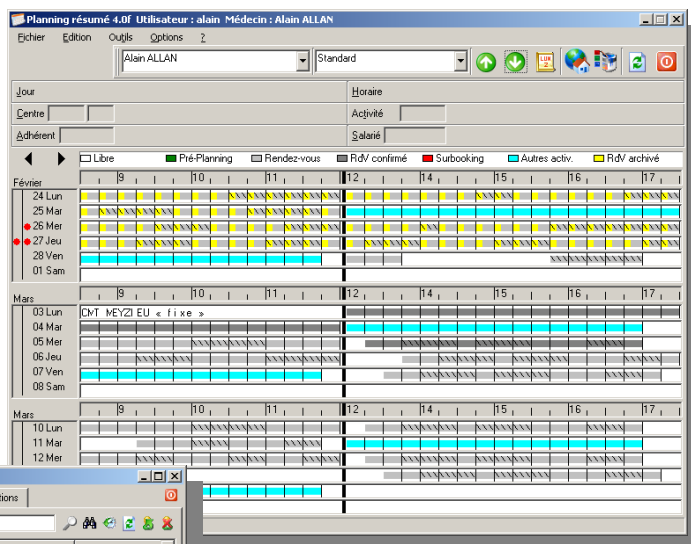 Planning résumé 4.0f Utilisateur : alain Médecin : Alain ALLAN
Fichier Edition Outils Options ?
Alain ALLAN Standard
LUN 2
Jour Horaire
Centre Activité
Adhérent Salarié
Libre Pré-Planning Rendez-vous RdV confirmé Surbooking Autres activ. RdV archivé
Février 9 10 11 12 14 15 16 17
24 Lun
25 Mar
26 Mer
27 Jeu
28 Ven
01 Sam
Mars 9 10 11 12 14 15 16 17
03 Lun CMT MEYZIEU « fixe »
04 Mar
05 Mer
06 Jeu
07 Ven
08 Sam
Mars 9 10 11 12 14 15 16 17
10 Lun
11 Mar
12 Mer
tions